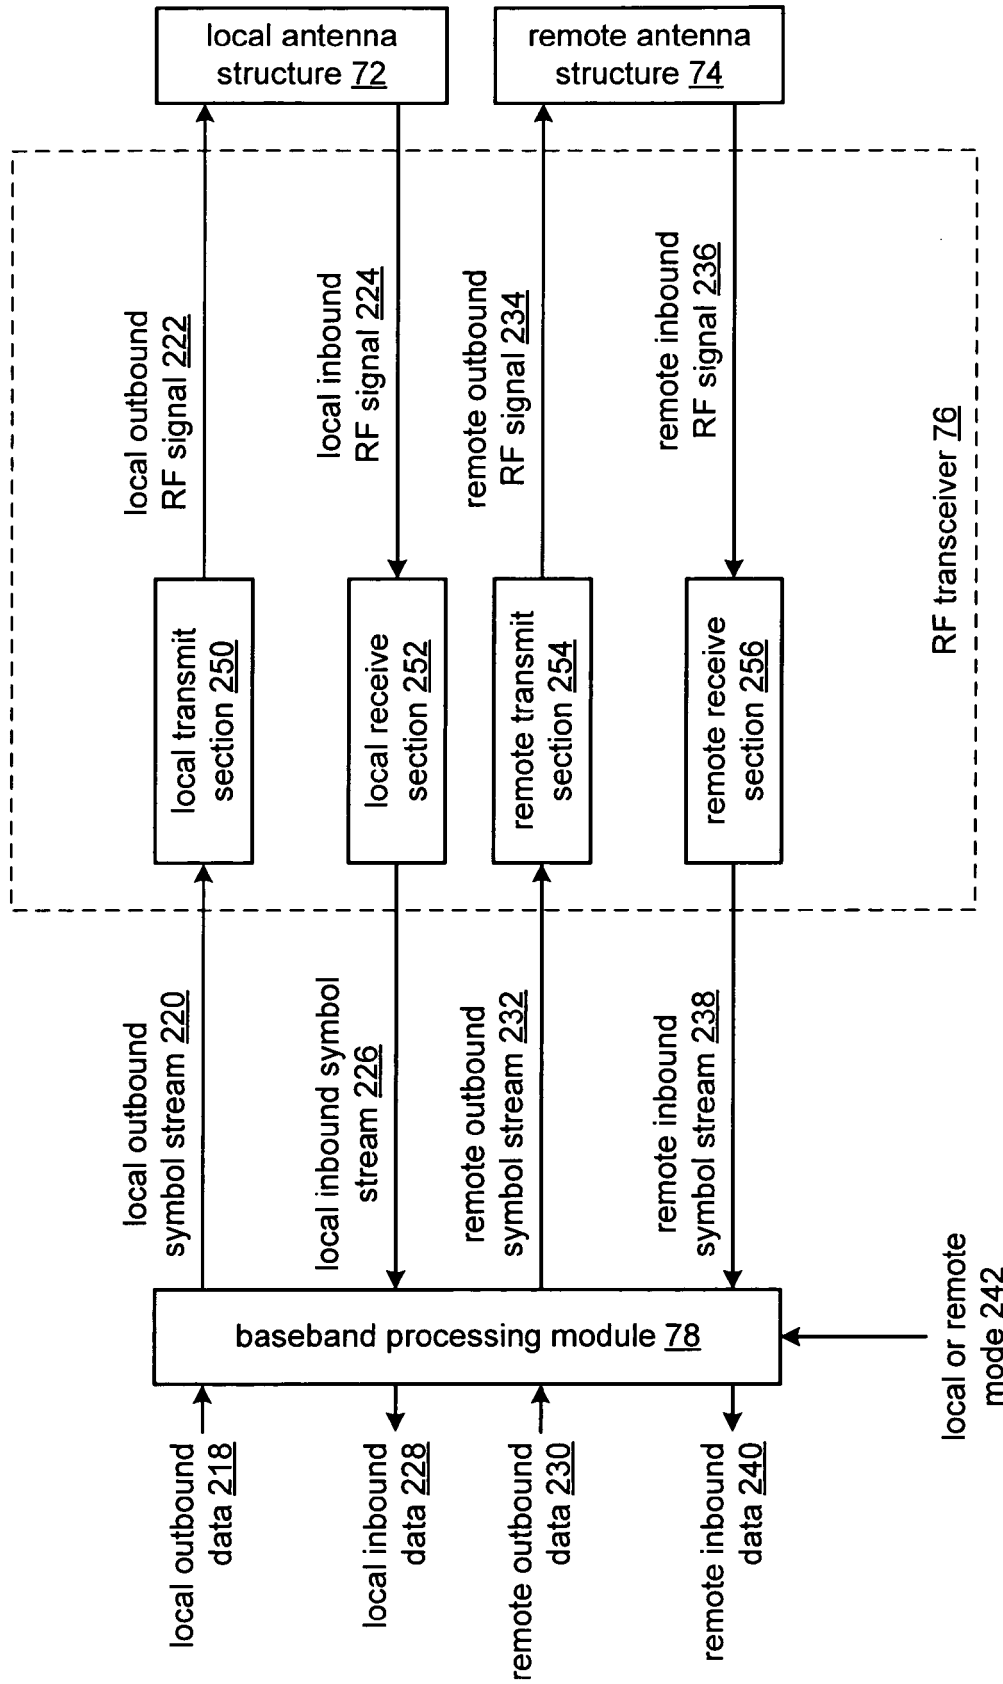 local antenna
structure 72
remote antenna
structure 74
local outbound
RF signal 222
local inbound
RF signal 224
remote outbound
RF signal 234
remote inbound
RF signal 236
local transmit
section 250
local receive
section 252
remote transmit
section 254
remote receive
section 256
RF transceiver 76
local outbound
symbol stream 220
local inbound symbol
stream 226
remote outbound
symbol stream 232
remote inbound
symbol stream 238
baseband processing module 78
local outbound
data 218
local inbound
data 228
remote outbound
data 230
remote inbound
data 240
local or remote
mode 242